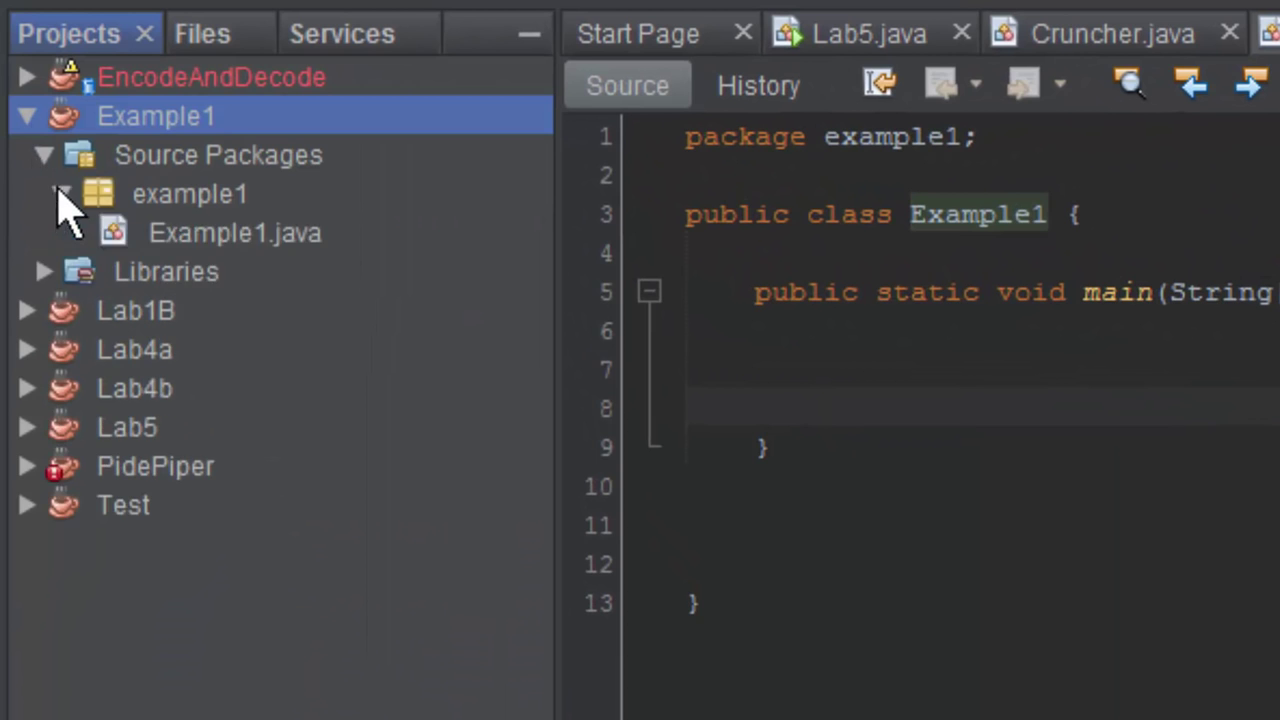 Projects Files Services
EncodeAndDecode
Example1
Source Packages
example1
Example1.java
Libraries
Lab1B
Lab4a
Lab4b
Lab5
PidePiper
Test
Start Page Lab5.java Cruncher.java
Source History
1 package example1;
2
3 public class Example1 {
4
5 public static void main(String
6
7
8
9 }
10
11
12
13 }